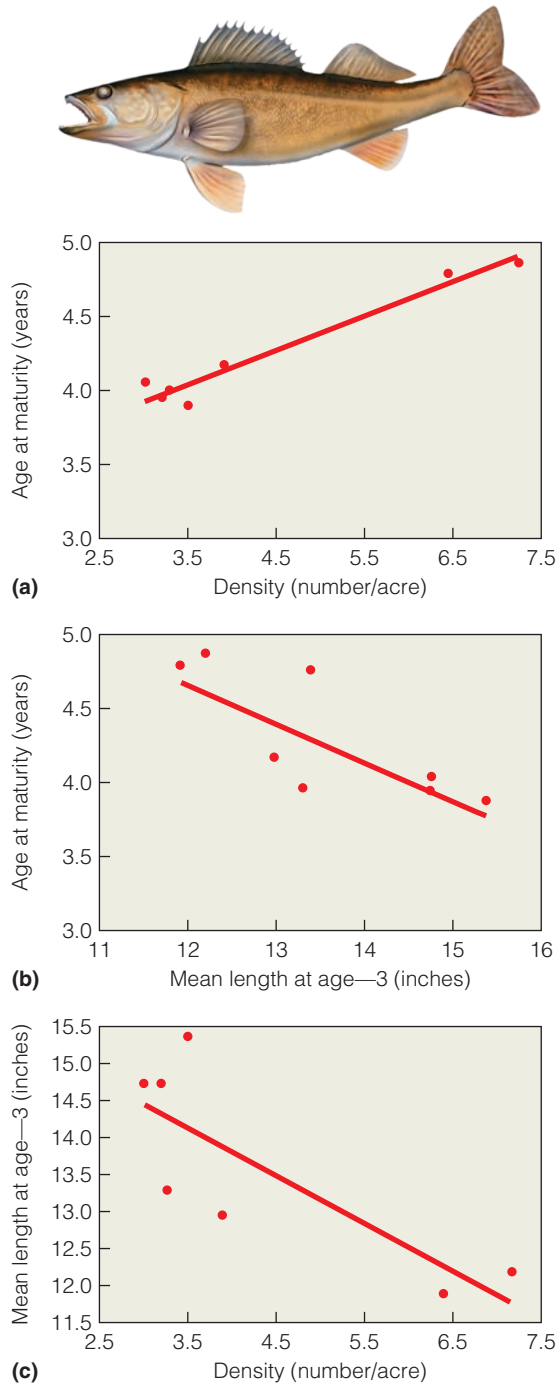 5.0
4.5
4.0
3.5
3.0
Age at maturity (years)
2.5 3.5 4.5 5.5 6.5 7.5
(a) Density (number/acre)
5.0
4.5
4.0
3.5
3.0
Age at maturity (years)
11 12 13 14 15 16
(b) Mean length at age—3 (inches)
15.5
15.0
14.5
14.0
13.5
13.0
12.5
12.0
11.5
Mean length at age—3 (inches)
2.5 3.5 4.5 5.5 6.5 7.5
(c) Density (number/acre)